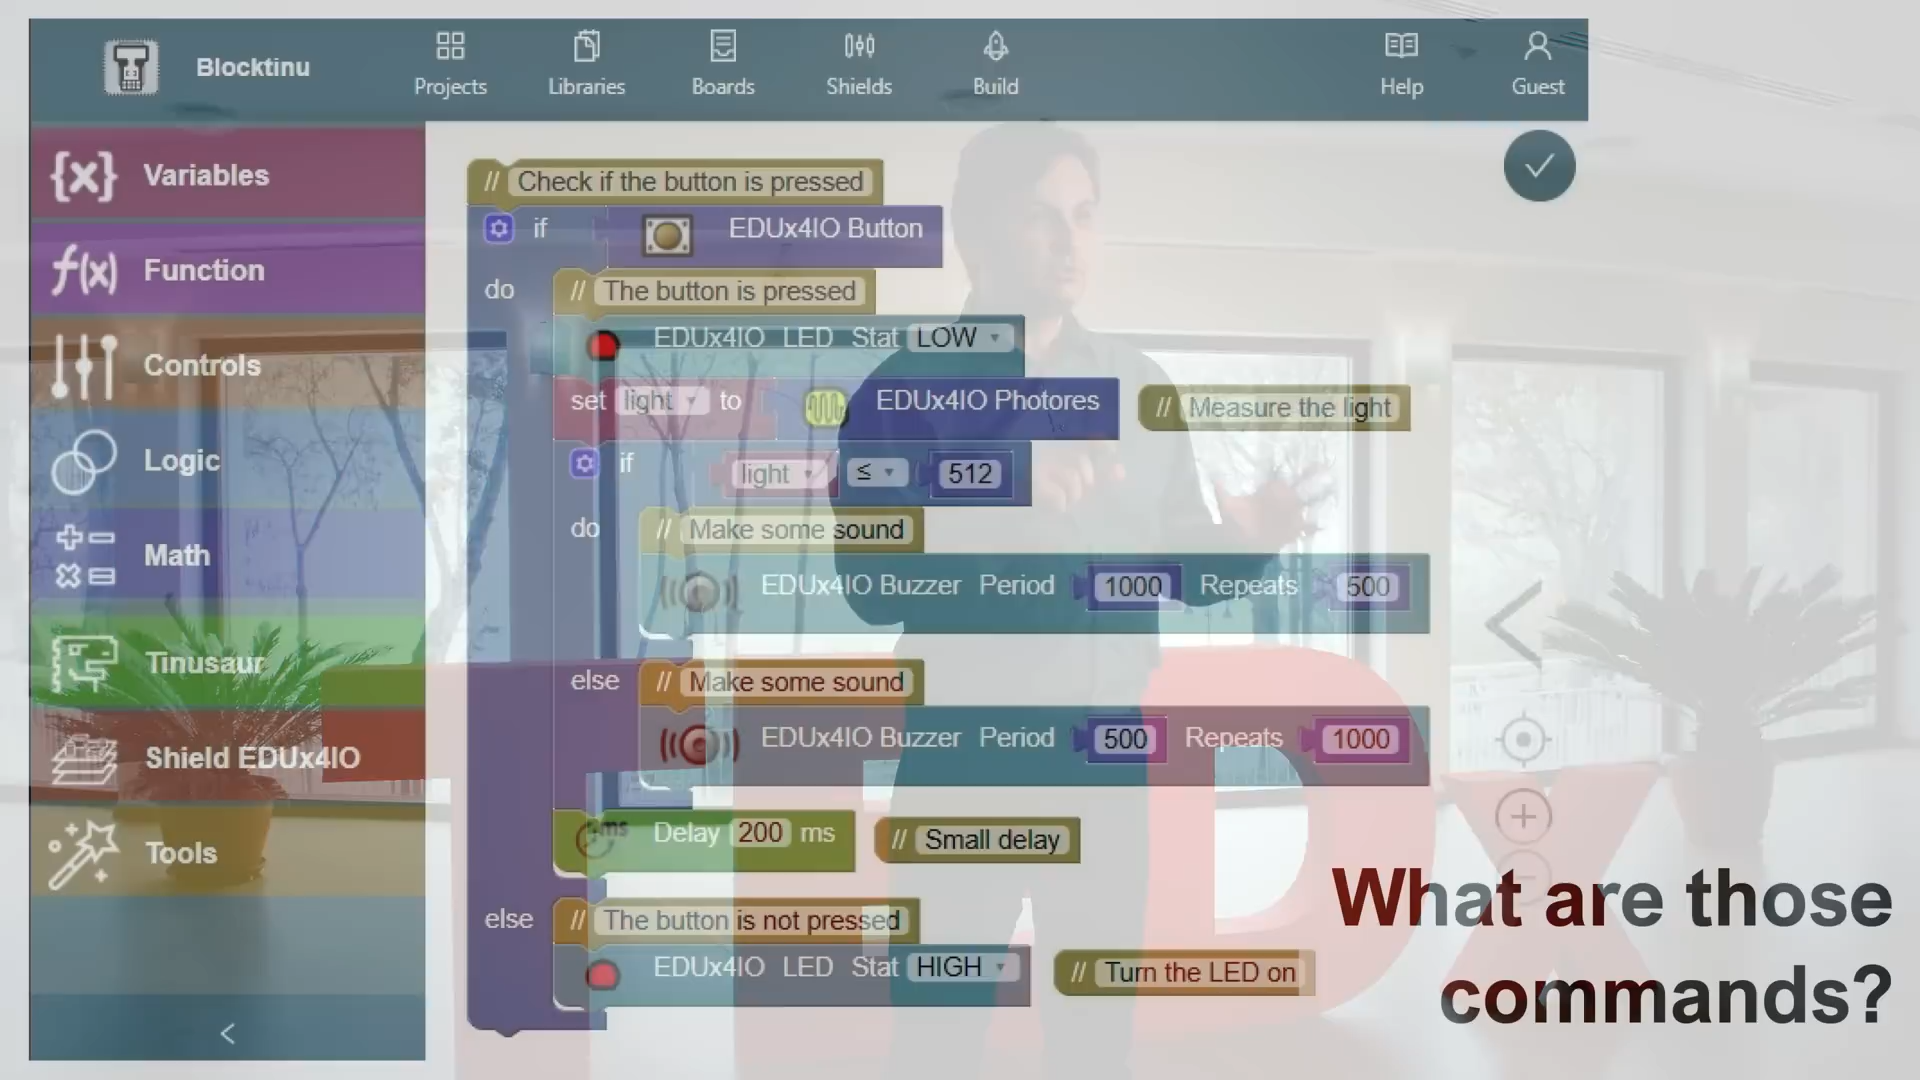 Blocktinu
Projects
Libraries
Boards
Shields
Build
Help
Guest
{x} Variables
f(x) Function
Controls
Logic
Math
Tinusaur
Shield EDUx4IO
Tools
// Check if the button is pressed
if EDUx4IO Button
do // The button is pressed
EDUx4IO LED Stat LOW
set light to EDUx4IO Photores // Measure the light
if light ≤ 512
do // Make some sound
EDUx4IO Buzzer Period 1000 Repeats 500
else // Make some sound
EDUx4IO Buzzer Period 500 Repeats 1000
ms Delay 200 ms // Small delay
else // The button is not pressed
EDUx4IO LED Stat HIGH // Turn the LED on
TEDx
What are those
commands?